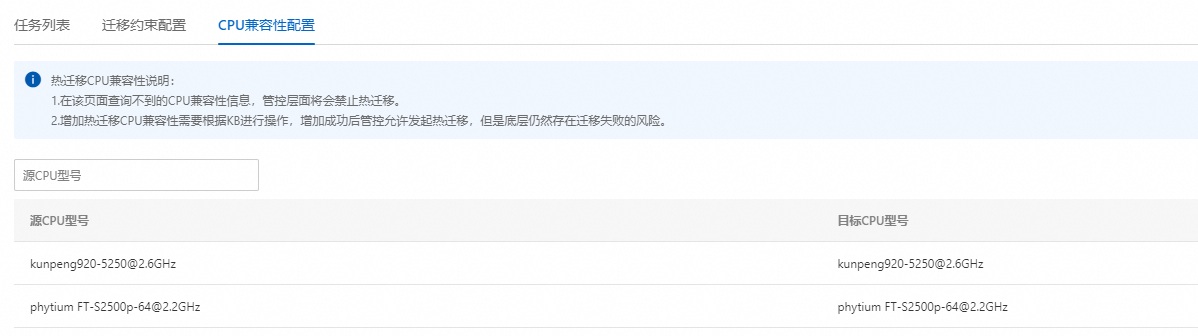 任务列表 迁移约束配置 CPU兼容性配置
热迁移CPU兼容性说明：
1.在该页面查询不到的CPU兼容性信息，管控层面将会禁止热迁移。
2.增加热迁移CPU兼容性需要根据KB进行操作，增加成功后管控允许发起热迁移，但是底层仍然存在迁移失败的风险。
源CPU型号
源CPU型号 目标CPU型号
kunpeng920-5250@2.6GHz kunpeng920-5250@2.6GHz
phytium FT-S2500p-64@2.2GHz phytium FT-S2500p-64@2.2GHz